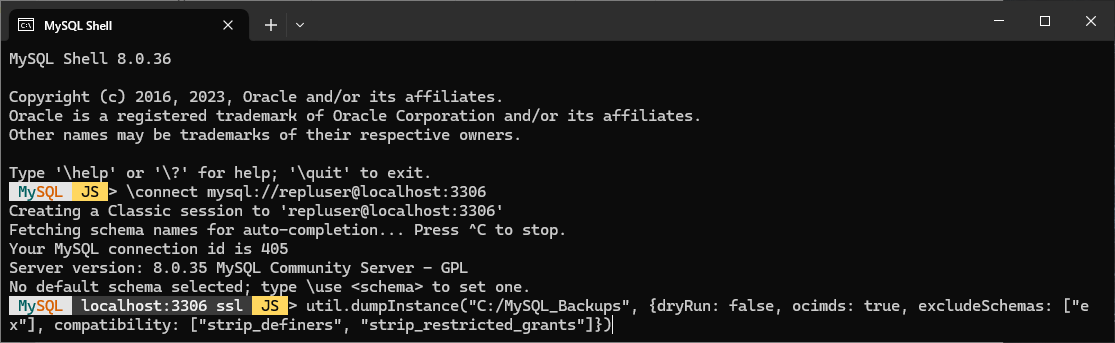 MySQL Shell
MySQL Shell 8.0.36
Copyright (c) 2016, 2023, Oracle and/or its affiliates.
Oracle is a registered trademark of Oracle Corporation and/or its affiliates.
Other names may be trademarks of their respective owners.
Type '\help' or '\?' for help; '\quit' to exit.
MySQL JS > \connect mysql://repluser@localhost:3306
Creating a Classic session to 'repluser@localhost:3306'
Fetching schema names for auto-completion... Press ^C to stop.
Your MySQL connection id is 405
Server version: 8.0.35 MySQL Community Server - GPL
No default schema selected; type \use <schema> to set one.
MySQL localhost:3306 ssl JS > util.dumpInstance("C:/MySQL_Backups", {dryRun: false, ocimds: true, excludeSchemas: ["e
x"], compatibility: ["strip_definers", "strip_restricted_grants"]})